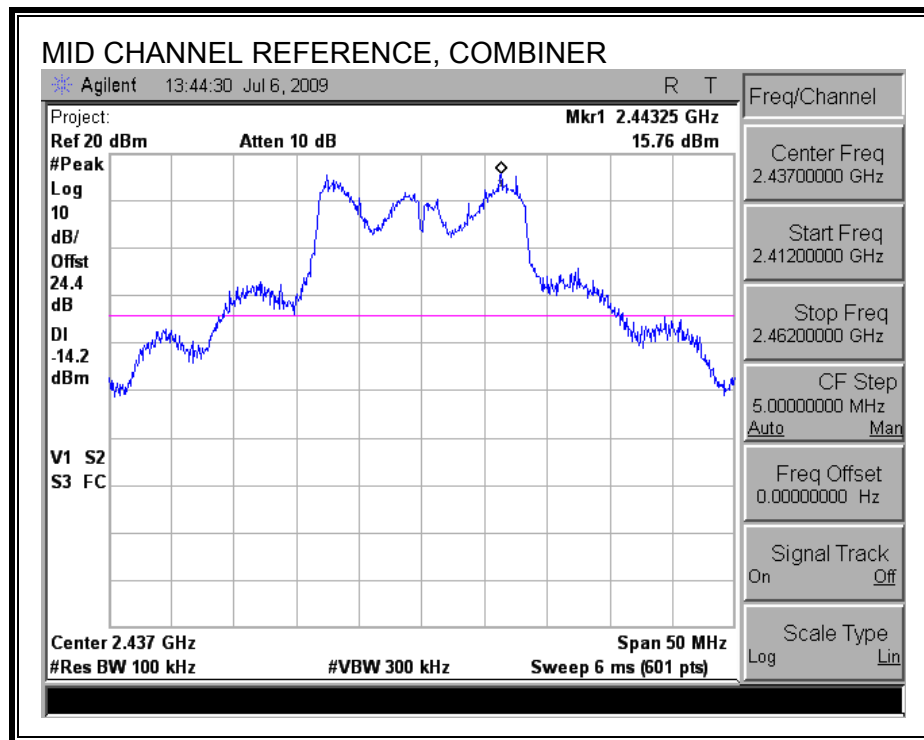 MID CHANNEL REFERENCE, COMBINER
Agilent 13:44:30 Jul 6, 2009 R T
Project: Mkr1 2.44325 GHz
Ref 20 dBm Atten 10 dB 15.76 dBm
#Peak
Log
10
dB/
Offst
24.4
dB
DI
-14.2
dBm
V1 S2
S3 FC
Center 2.437 GHz Span 50 MHz
#Res BW 100 kHz #VBW 300 kHz Sweep 6 ms (601 pts)
Freq/Channel
Center Freq
2.43700000 GHz
Start Freq
2.41200000 GHz
Stop Freq
2.46200000 GHz
CF Step
5.00000000 MHz
Auto Man
Freq Offset
0.00000000 Hz
Signal Track
On Off
Scale Type
Log Lin